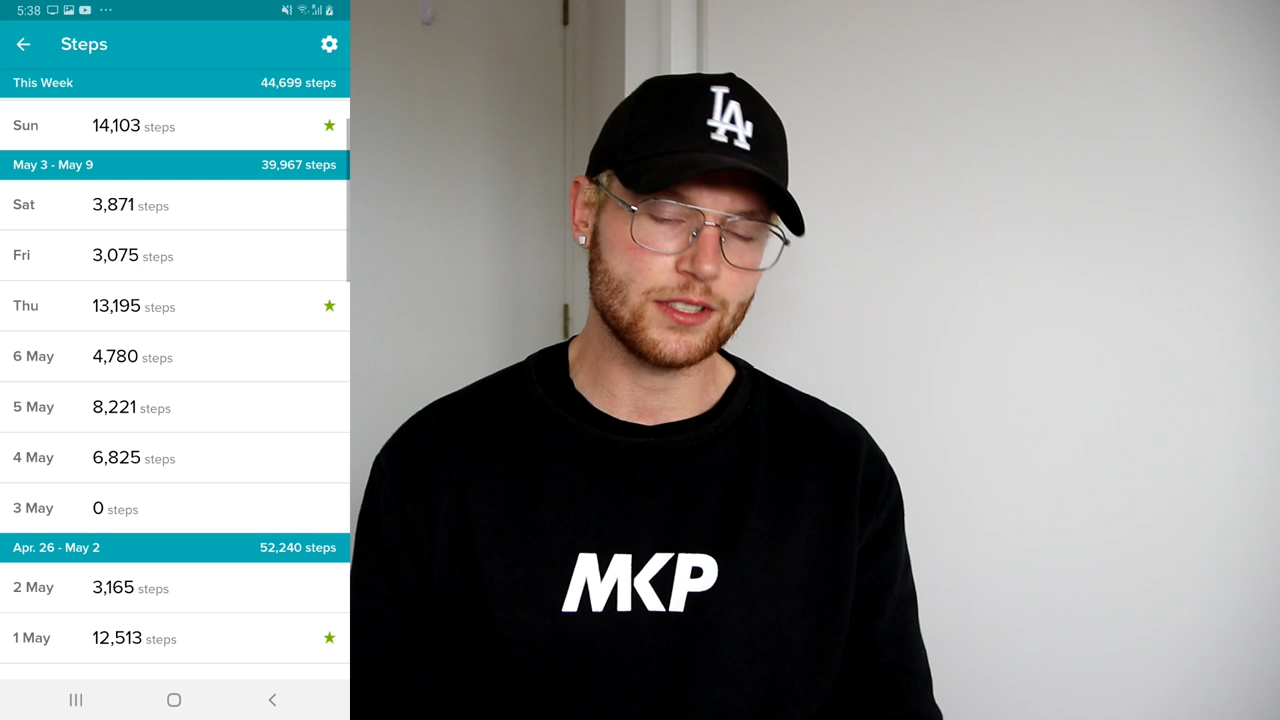 5:38
Steps
This Week 44,699 steps
Sun 14,103 steps
May 3 - May 9 39,967 steps
Sat 3,871 steps
Fri 3,075 steps
Thu 13,195 steps
6 May 4,780 steps
5 May 8,221 steps
4 May 6,825 steps
3 May 0 steps
Apr. 26 - May 2 52,240 steps
2 May 3,165 steps
1 May 12,513 steps
LA
MKP